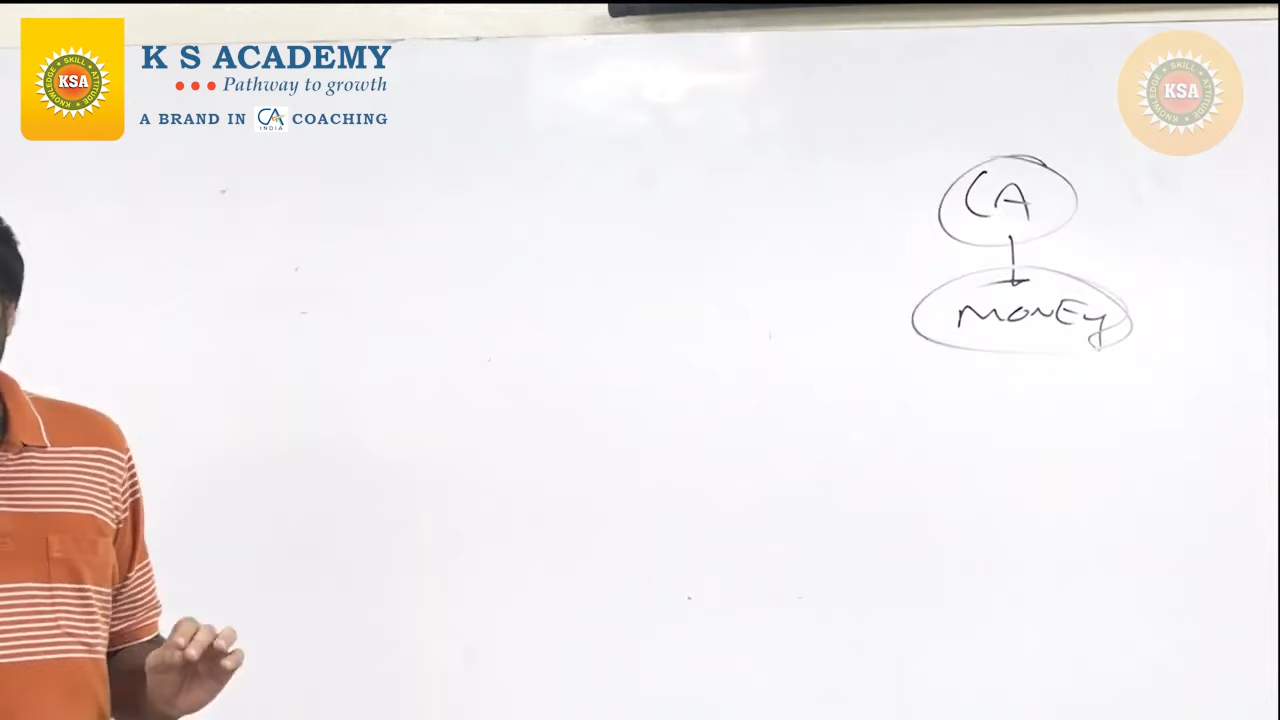 K S ACADEMY
Pathway to growth
A BRAND IN CA INDIA COACHING
KSA
KNOWLEDGE • SKILL • ATTITUDE
KSA
KNOWLEDGE • SKILL • ATTITUDE
CA
MONEY